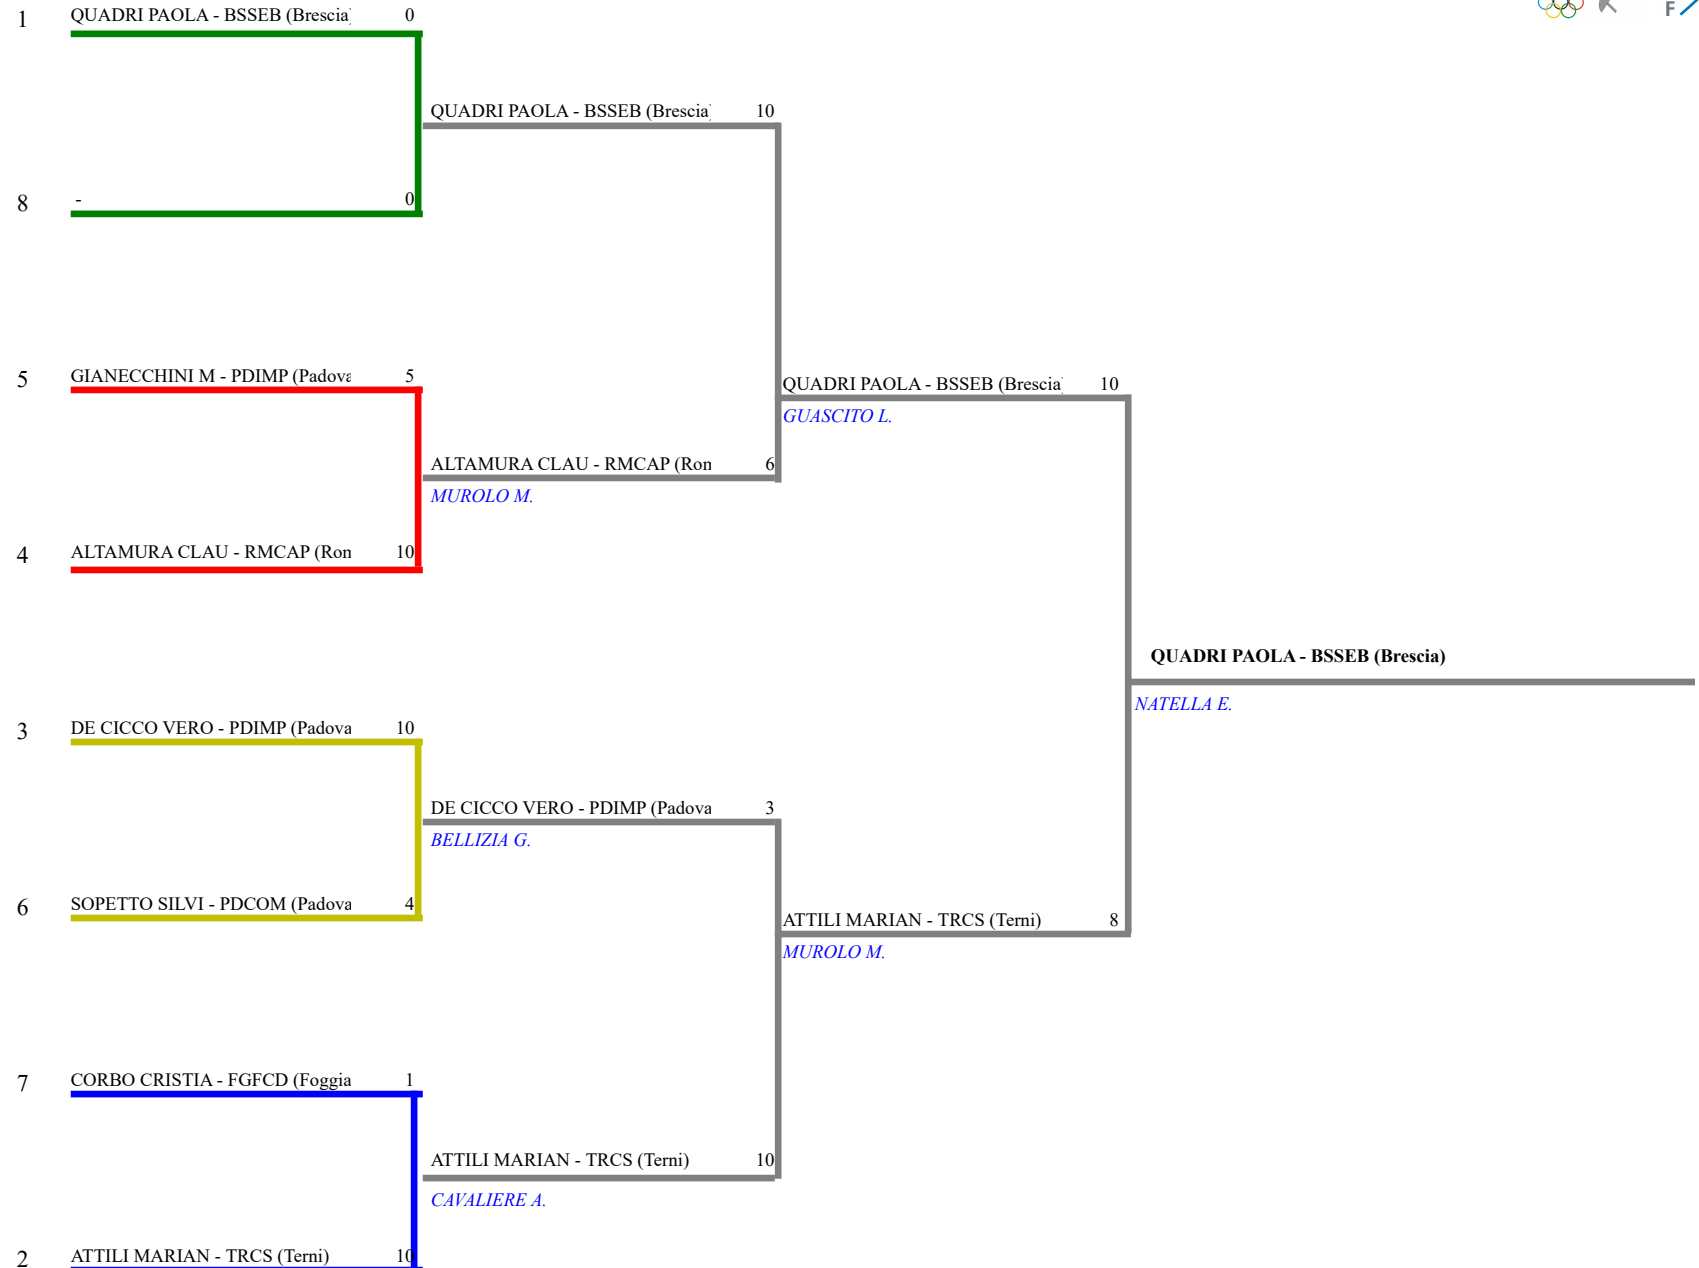 1 QUADRI PAOLA - BSSEB (Brescia) 0
QUADRI PAOLA - BSSEB (Brescia) 10
8 - 0
5 GIANECCHINI M - PDIMP (Padova 5
QUADRI PAOLA - BSSEB (Brescia) 10
GUASCITO L.
ALTAMURA CLAU - RMCAP (Rom 6
MUROLO M.
4 ALTAMURA CLAU - RMCAP (Rom 10
QUADRI PAOLA - BSSEB (Brescia)
NATELLA E.
3 DE CICCO VERO - PDIMP (Padova 10
DE CICCO VERO - PDIMP (Padova 3
BELLIZIA G.
6 SOPETTO SILVI - PDCOM (Padova 4
ATTILI MARIAN - TRCS (Terni) 8
MUROLO M.
7 CORBO CRISTIA - FGFCD (Foggia 1
ATTILI MARIAN - TRCS (Terni) 10
CAVALIERE A.
2 ATTILI MARIAN - TRCS (Terni) 10
F